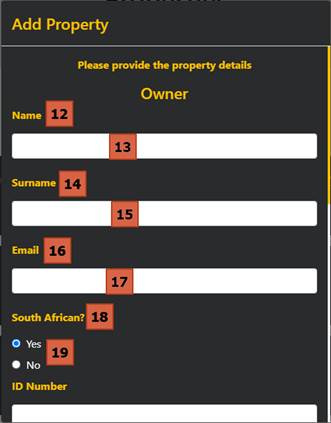 Add Property
Please provide the property details
Owner
Name 12
13
Surname 14
15
Email 16
17
South African? 18
Yes
19
No
ID Number